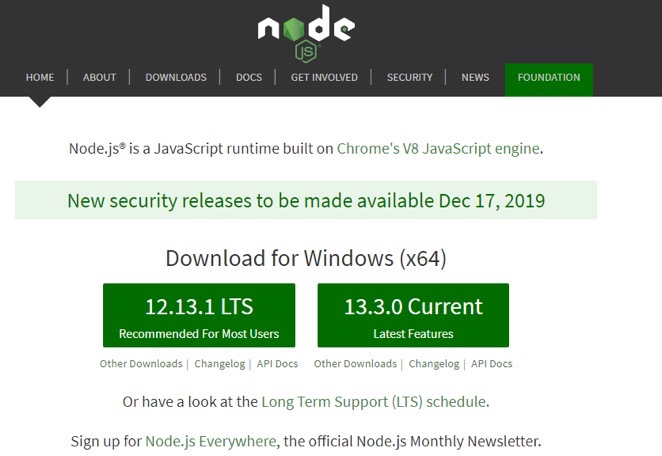 node
JS
HOME | ABOUT | DOWNLOADS | DOCS | GET INVOLVED | SECURITY | NEWS FOUNDATION
Node.js® is a JavaScript runtime built on Chrome's V8 JavaScript engine.
New security releases to be made available Dec 17, 2019
Download for Windows (x64)
12.13.1 LTS 13.3.0 Current
Recommended For Most Users Latest Features
Other Downloads | Changelog | API Docs Other Downloads | Changelog | API Docs
Or have a look at the Long Term Support (LTS) schedule.
Sign up for Node.js Everywhere, the official Node.js Monthly Newsletter.